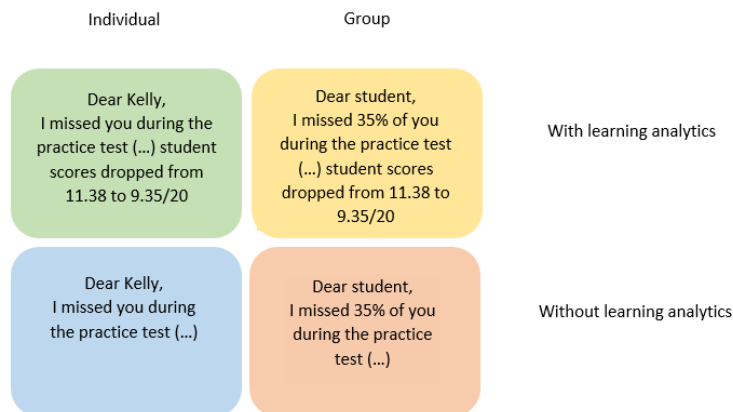 Individual
Group
Dear Kelly,
I missed you during the
practice test (…) student
scores dropped from
11.38 to 9.35/20
Dear student,
I missed 35% of you
during the practice test
(…) student scores
dropped from 11.38 to
9.35/20
With learning analytics
Dear Kelly,
I missed you during
the practice test (…)
Dear student,
I missed 35% of you
during the practice
test (…)
Without learning analytics